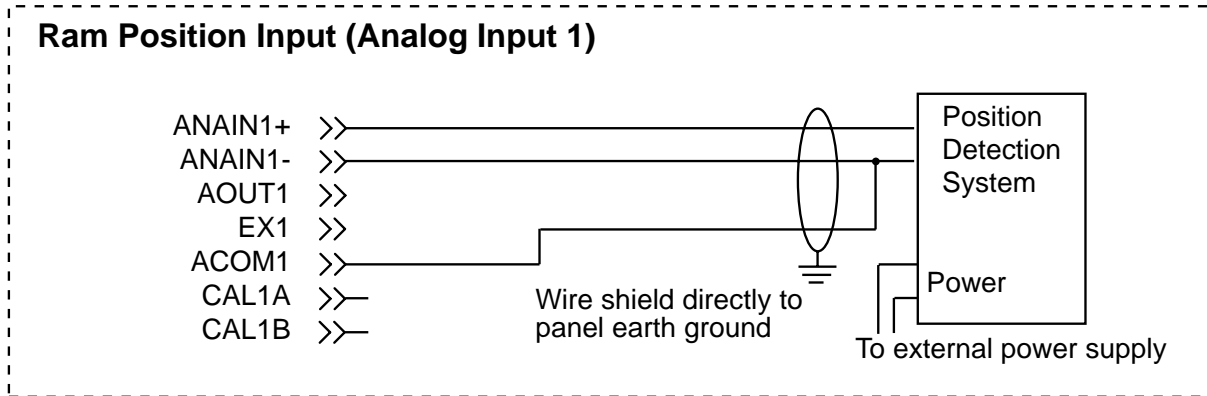 Ram Position Input (Analog Input 1)
ANAIN1+
ANAIN1-
AOUT1
EX1
ACOM1
CAL1A
CAL1B
Wire shield directly to
panel earth ground
Position
Detection
System
Power
To external power supply